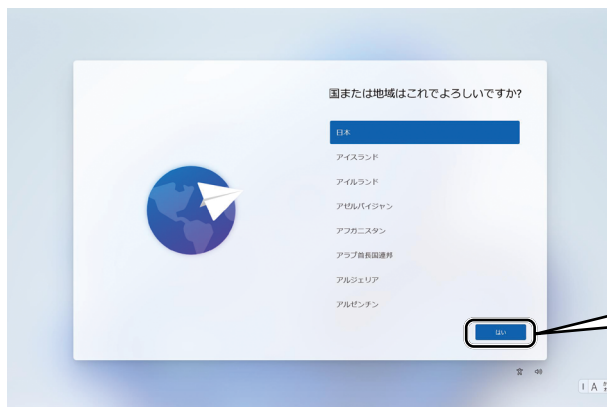 国または地域はこれでよろしいですか?
日本
アイスランド
アイルランド
アゼルバイジャン
アフガニスタン
アラブ首長国連邦
アルジェリア
アルゼンチン
はい
A